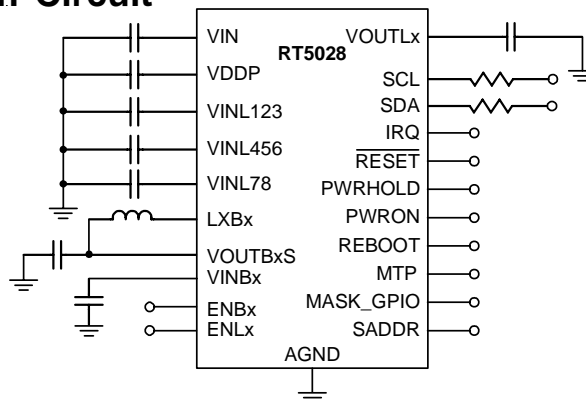 Circuit
RT5028
VIN
VDDP
VINL123
VINL456
VINL78
LXBx
VOUTBxS
VINBx
ENBx
ENLx
VOUTLx
SCL
SDA
IRQ
RESET
PWRHOLD
PWRON
REBOOT
MTP
MASK_GPIO
SADDR
AGND